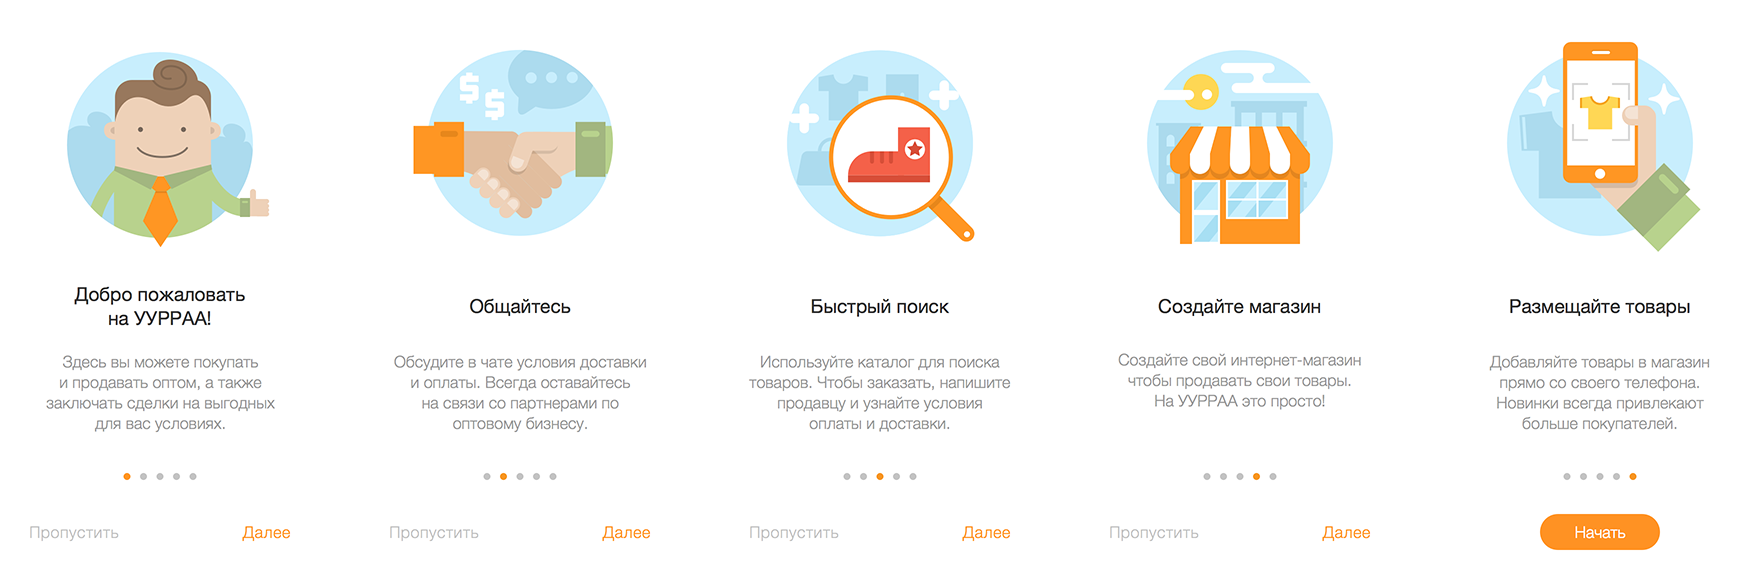 Добро пожаловать
на УУРРАА!
Здесь вы можете покупать
и продавать оптом, а также
заключать сделки на выгодных
для вас условиях.
Пропустить
Далее
Общайтесь
Обсудите в чате условия доставки
и оплаты. Всегда оставайтесь
на связи со партнерами по
оптовому бизнесу.
Пропустить
Далее
Быстрый поиск
Используйте каталог для поиска
товаров. Чтобы заказать, напишите
продавцу и узнайте условия
оплаты и доставки.
Пропустить
Далее
Создайте магазин
Создайте свой интернет-магазин
чтобы продавать свои товары.
На УУРРАА это просто!
Пропустить
Далее
Размещайте товары
Добавляйте товары в магазин
прямо со своего телефона.
Новинки всегда привлекают
больше покупателей.
Начать